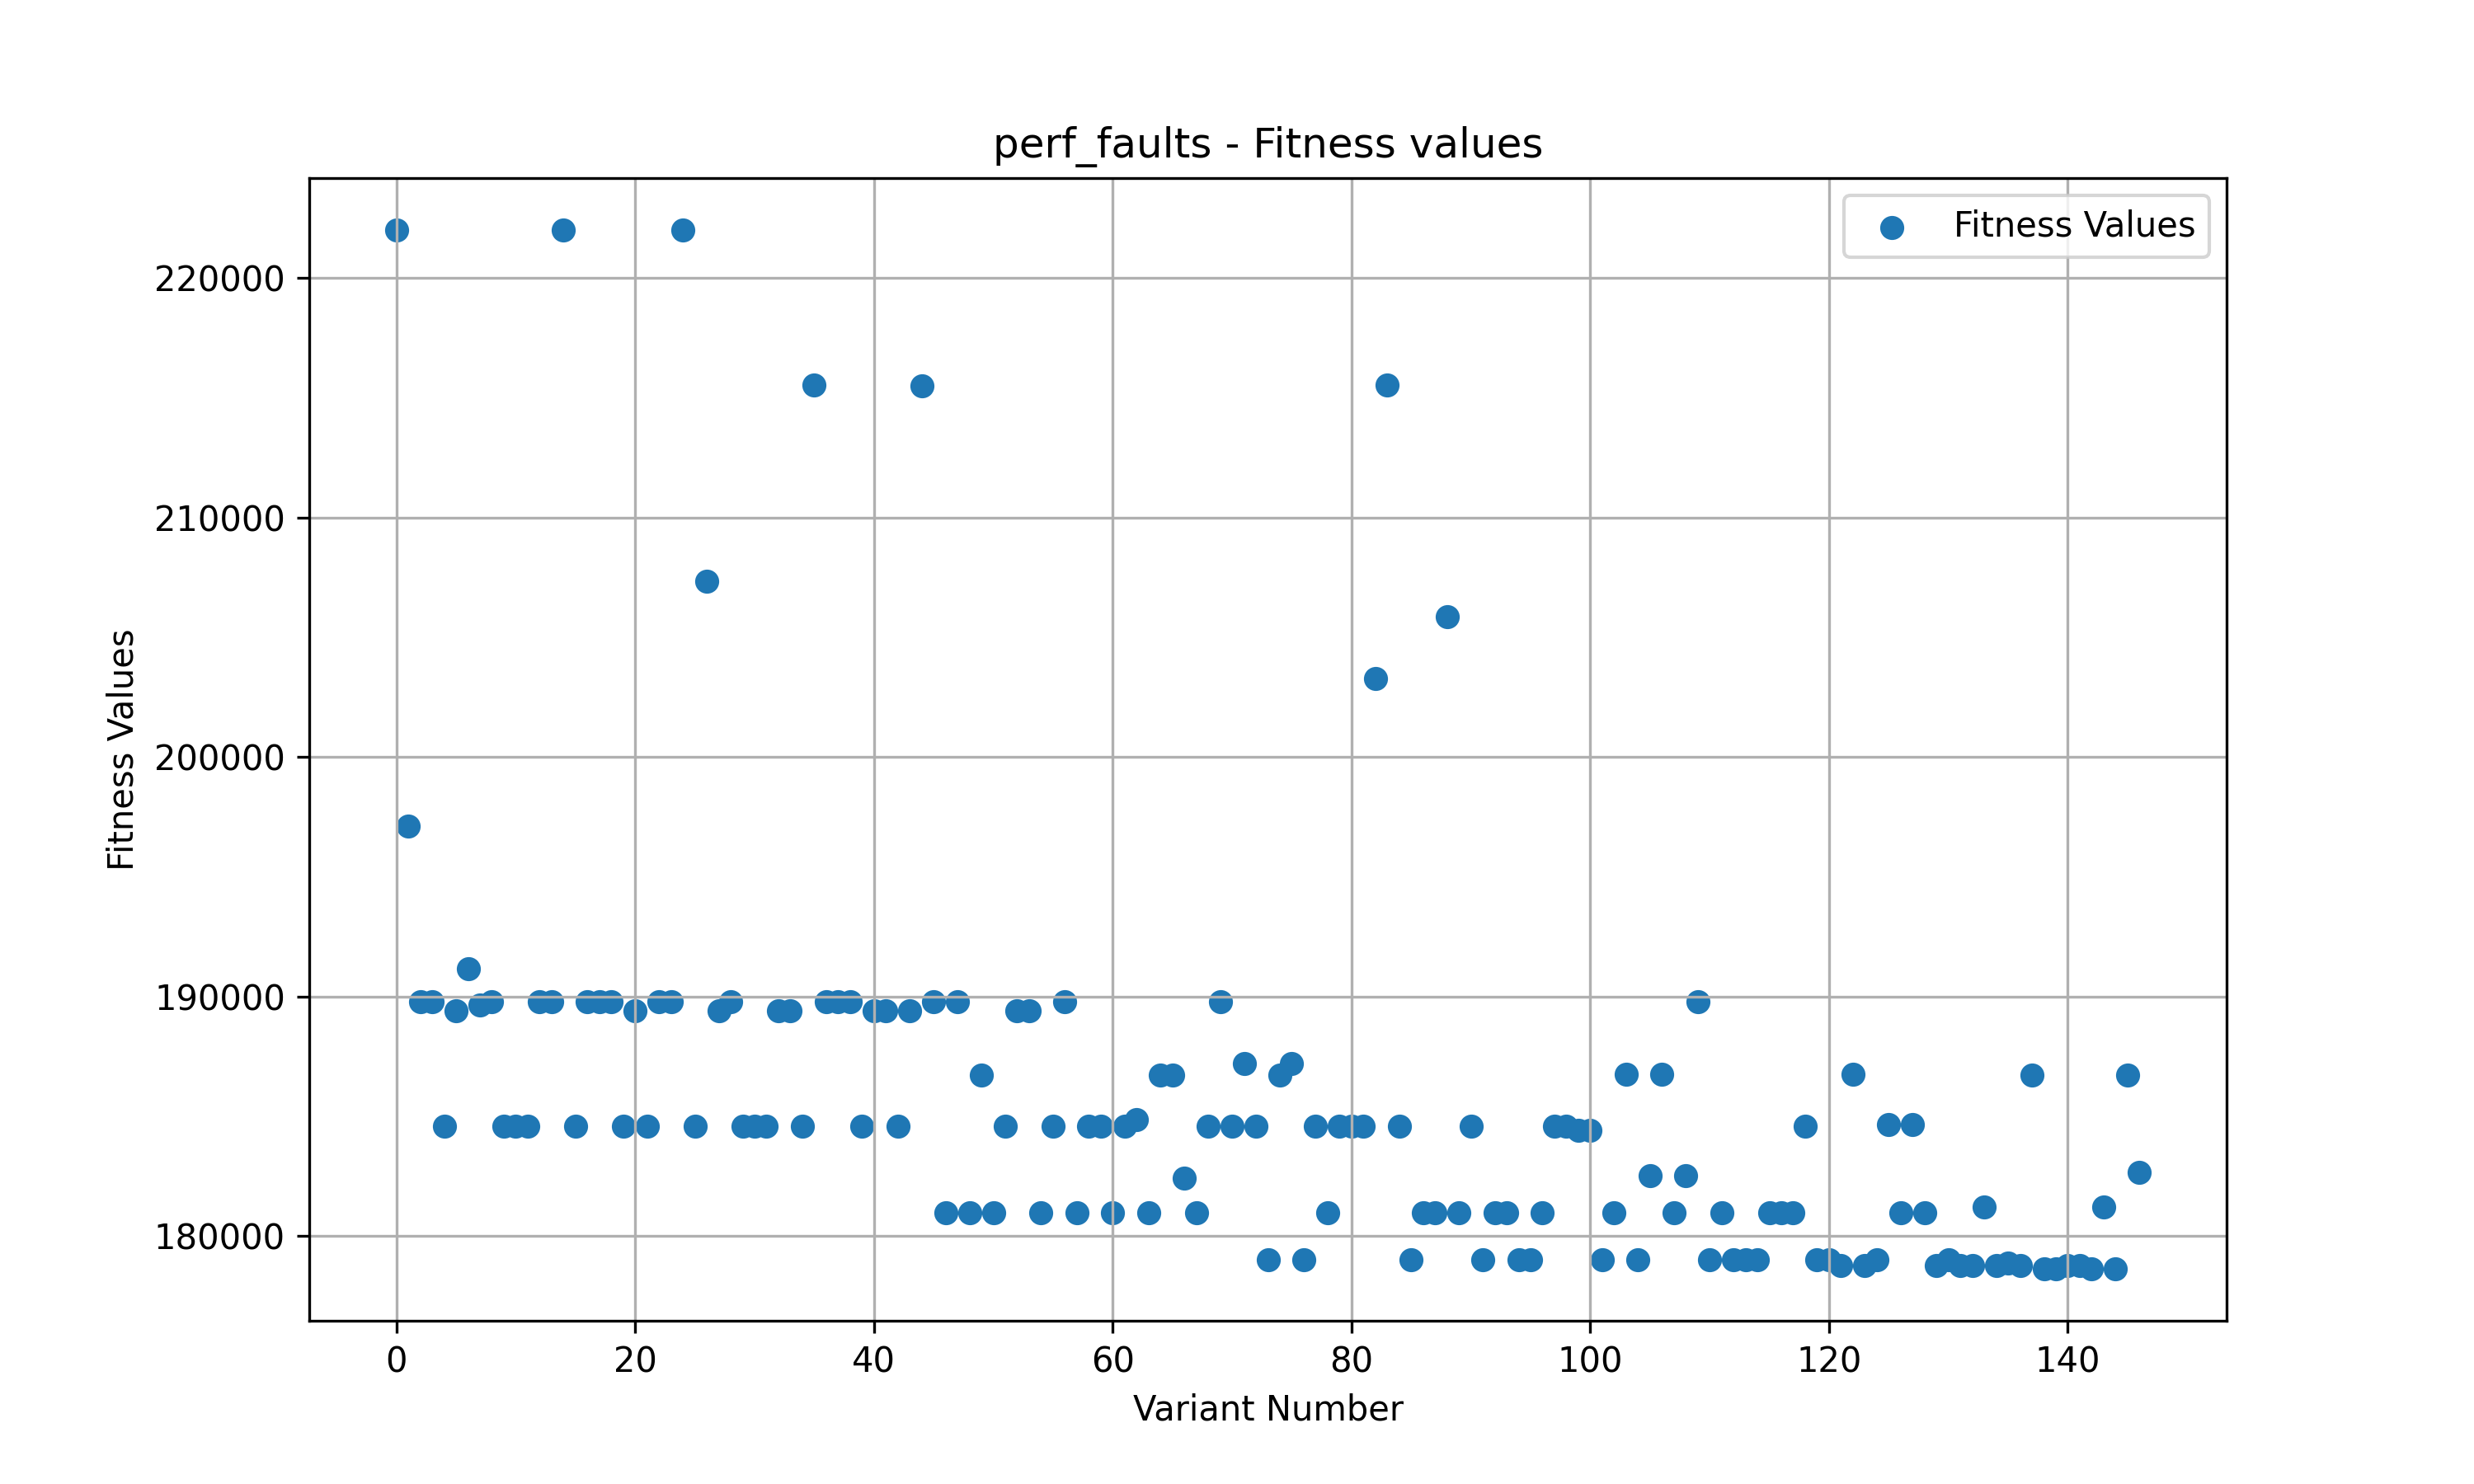 perf_faults - Fitness values
Fitness Values
220000
210000
200000
190000
180000
Fitness Values
0 20 40 60 80 100 120 140
Variant Number